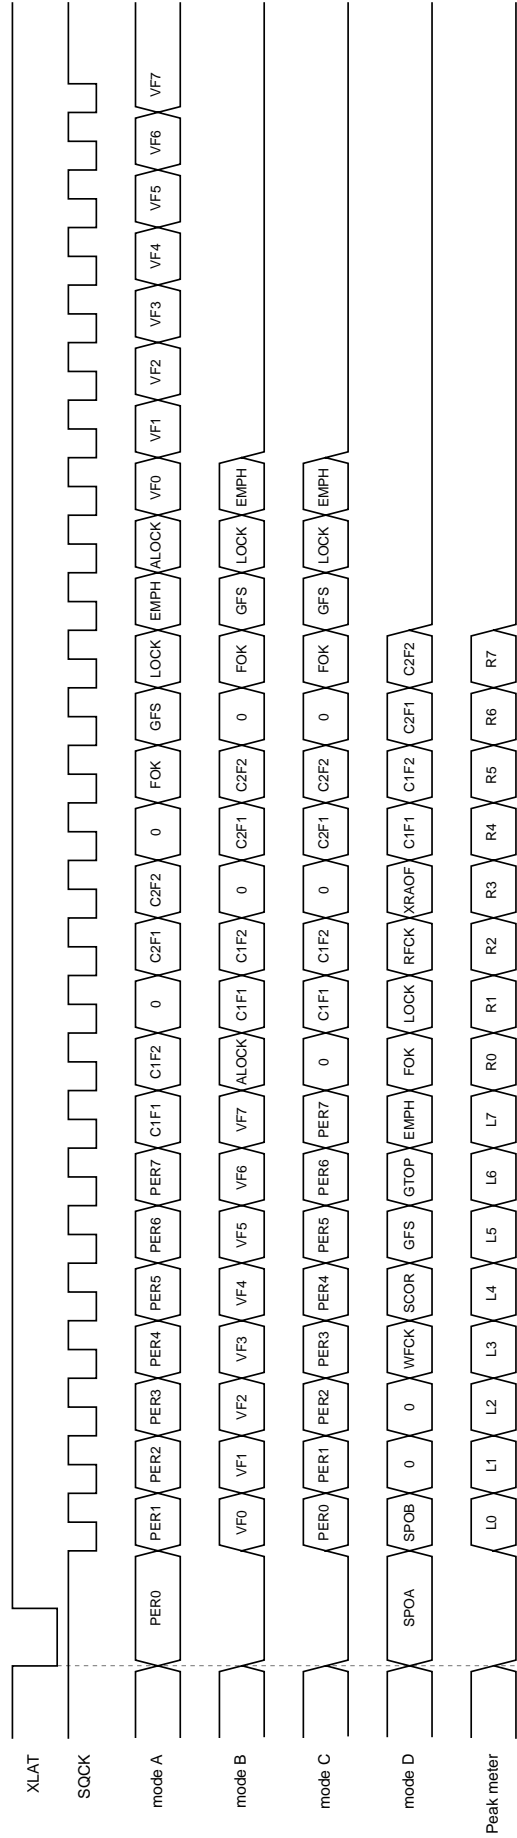 XLAT
SQCK
mode A PER0 PER1 PER2 PER3 PER4 PER5 PER6 PER7 C1F1 C1F2 0 C2F1 C2F2 0 FOK GFS LOCK EMPH ALOCK VF0 VF1 VF2 VF3 VF4 VF5 VF6 VF7
mode B VF0 VF1 VF2 VF3 VF4 VF5 VF6 VF7 ALOCK C1F1 C1F2 0 C2F1 C2F2 0 FOK GFS LOCK EMPH
mode C PER0 PER1 PER2 PER3 PER4 PER5 PER6 PER7 0 C1F1 C1F2 0 C2F1 C2F2 0 FOK GFS LOCK EMPH
mode D SPOA SPOB 0 0 WFCK SCOR GFS GTOP EMPH FOK LOCK RFCK XRAOF C1F1 C1F2 C2F1 C2F2
Peak meter L0 L1 L2 L3 L4 L5 L6 L7 R0 R1 R2 R3 R4 R5 R6 R7